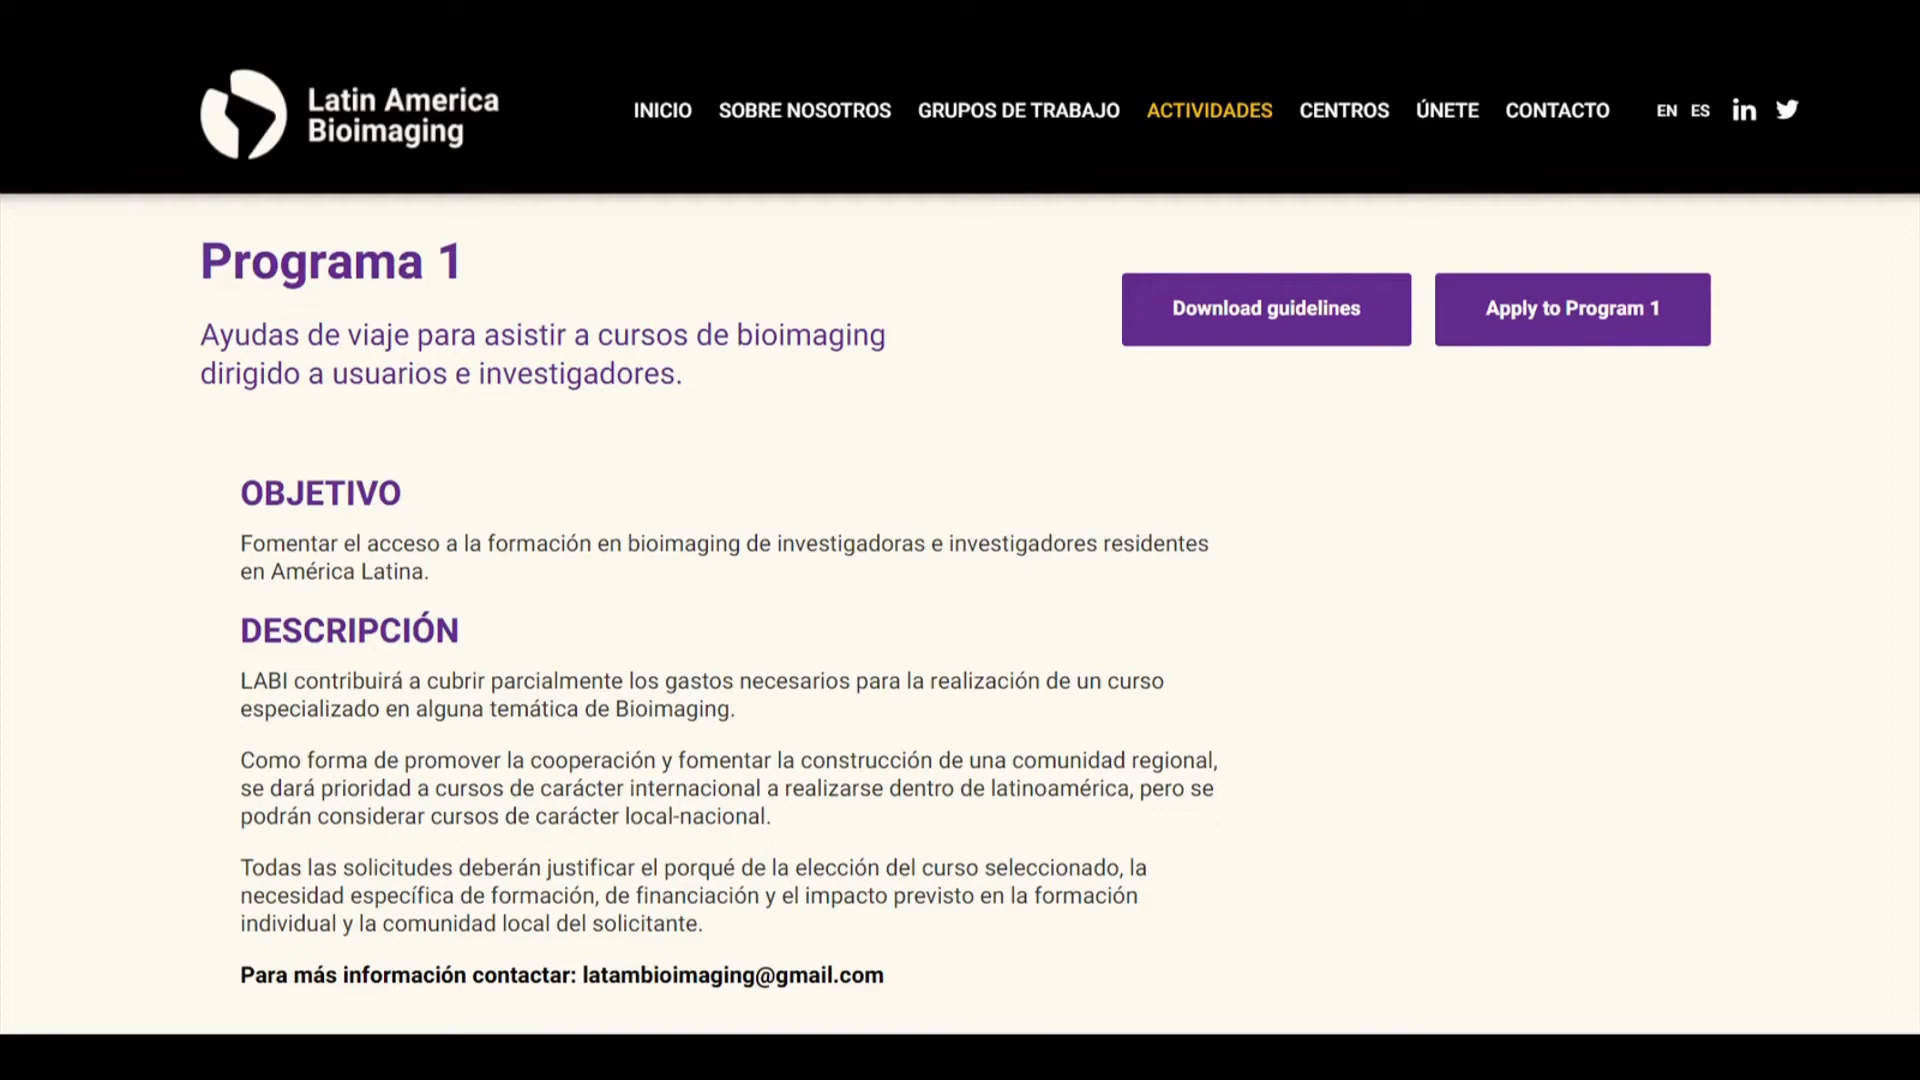 Latin America
Bioimaging
INICIO SOBRE NOSOTROS GRUPOS DE TRABAJO ACTIVIDADES CENTROS ÚNETE CONTACTO EN ES in
Programa 1
Download guidelines Apply to Program 1
Ayudas de viaje para asistir a cursos de bioimaging
dirigido a usuarios e investigadores.
OBJETIVO
Fomentar el acceso a la formación en bioimaging de investigadoras e investigadores residentes
en América Latina.
DESCRIPCIÓN
LABI contribuirá a cubrir parcialmente los gastos necesarios para la realización de un curso
especializado en alguna temática de Bioimaging.
Como forma de promover la cooperación y fomentar la construcción de una comunidad regional,
se dará prioridad a cursos de carácter internacional a realizarse dentro de latinoamérica, pero se
podrán considerar cursos de carácter local-nacional.
Todas las solicitudes deberán justificar el porqué de la elección del curso seleccionado, la
necesidad específica de formación, de financiación y el impacto previsto en la formación
individual y la comunidad local del solicitante.
Para más información contactar: latambioimaging@gmail.com